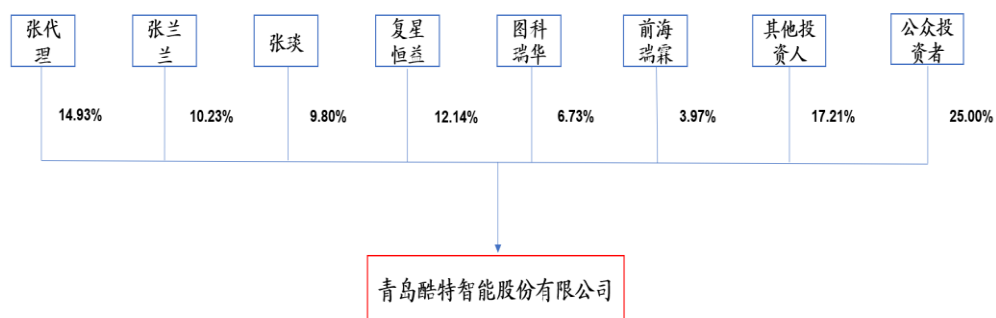 张代
理
张兰
兰
张琰
复星
恒益
图科
瑞华
前海
瑞霖
其他投
资人
公众投
资者
14.93%
10.23%
9.80%
12.14%
6.73%
3.97%
17.21%
25.00%
青岛酷特智能股份有限公司